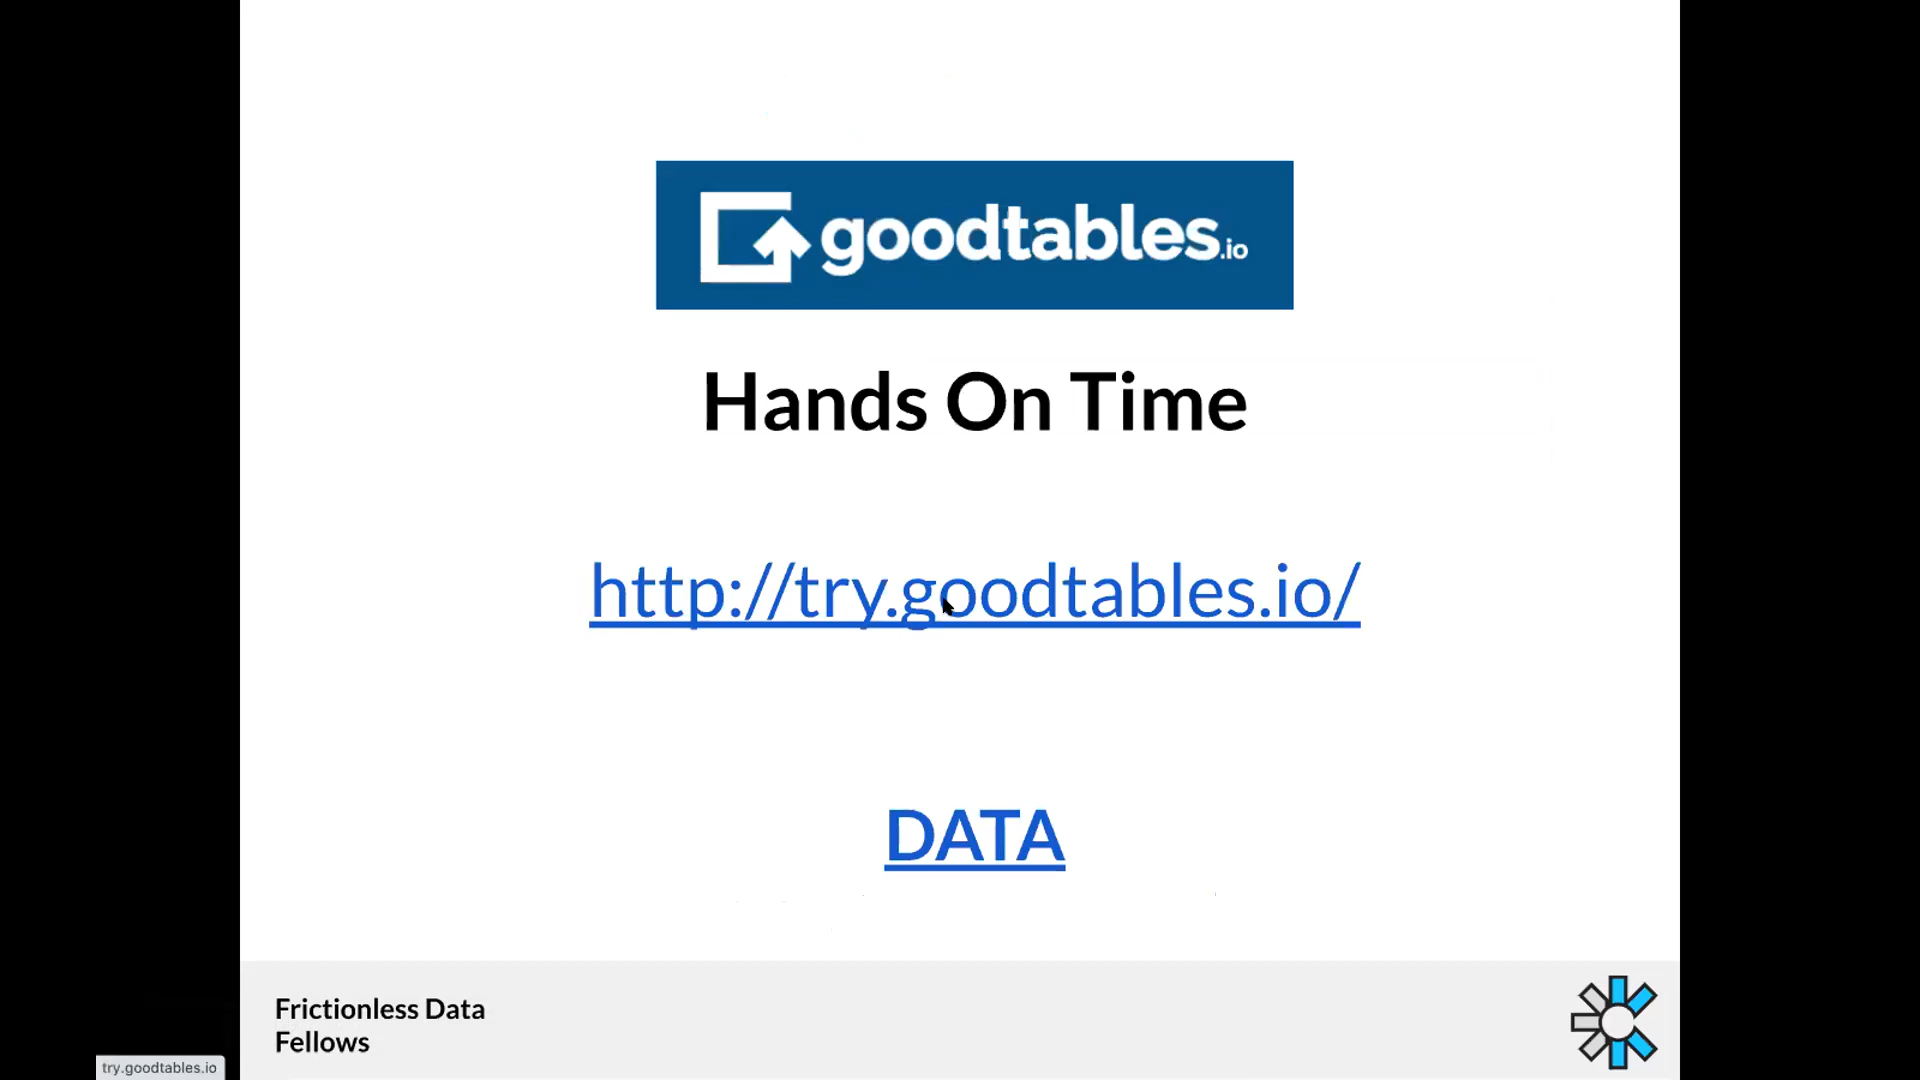 goodtables.io
Hands On Time
http://try.goodtables.io/
DATA
Frictionless Data
Fellows
try.goodtables.io